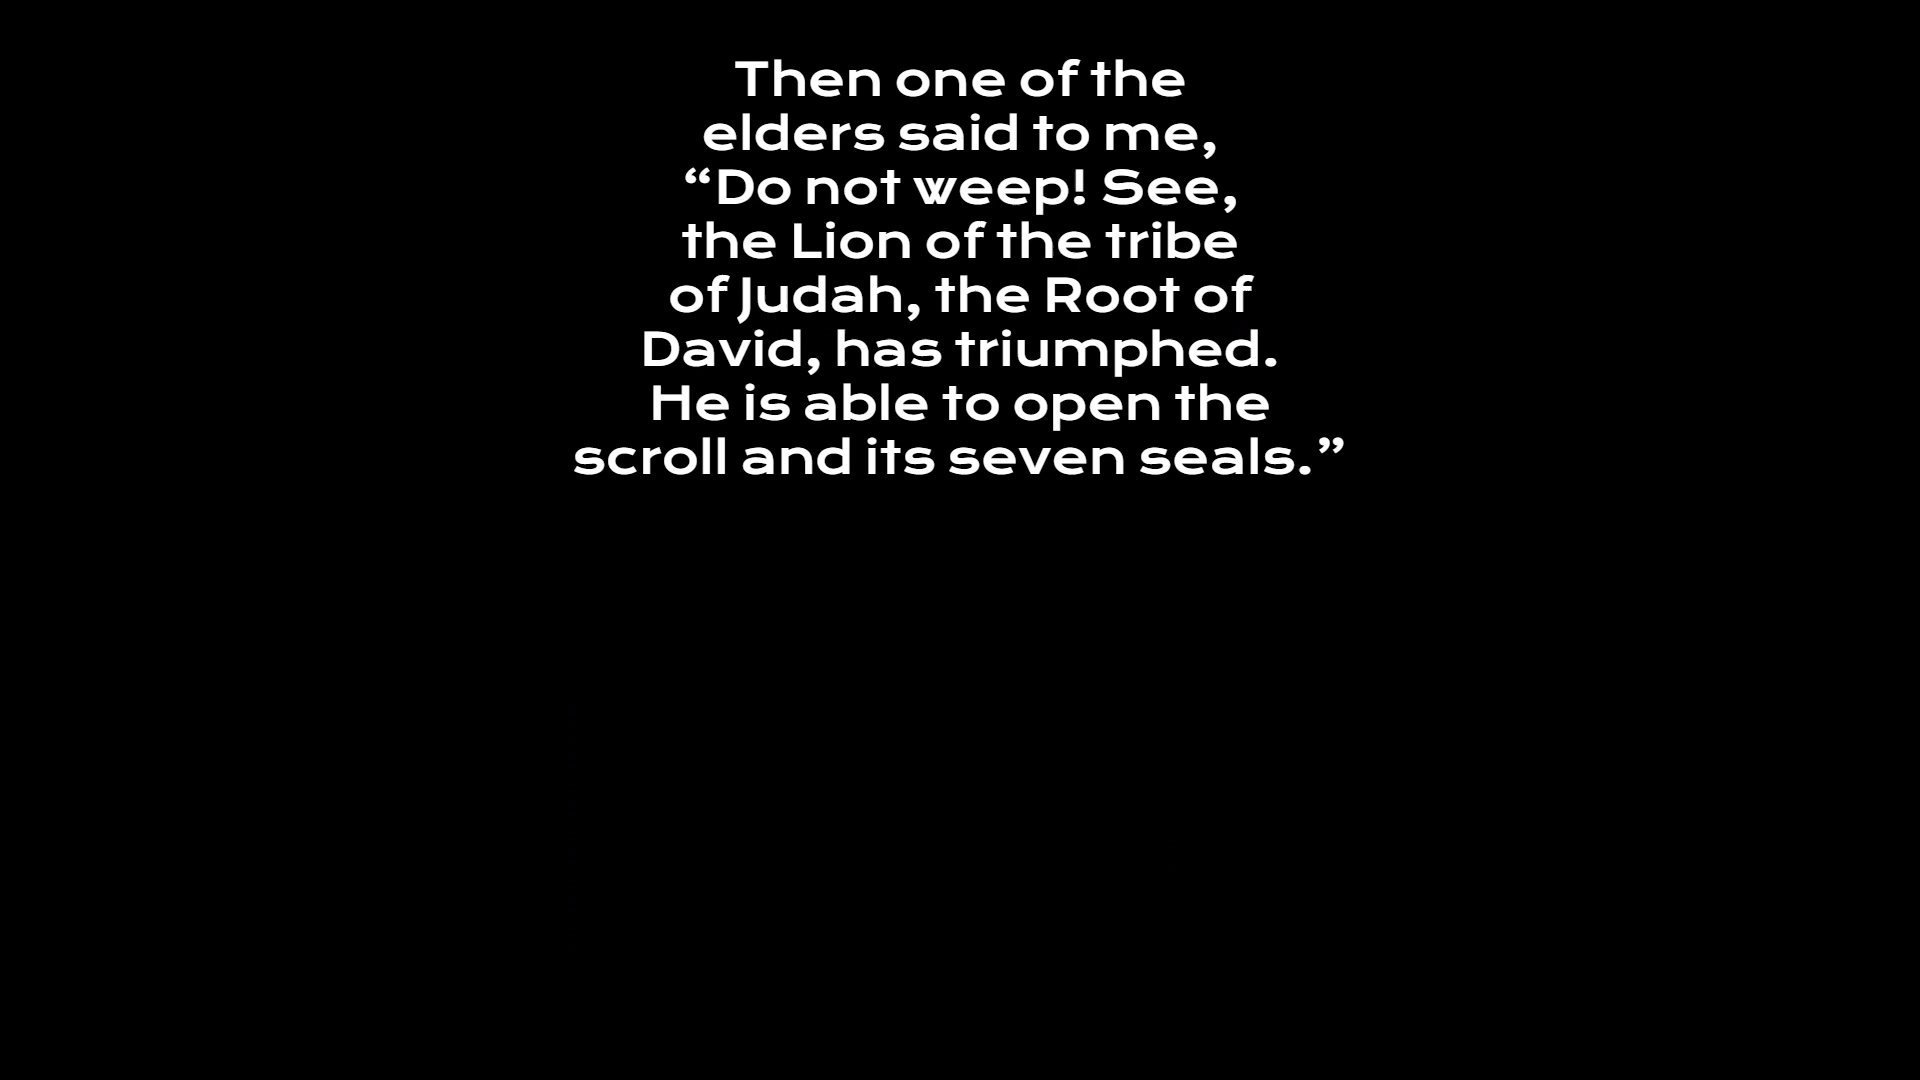 Then one of the
elders said to me,
“Do not weep! See,
the Lion of the tribe
of Judah, the Root of
David, has triumphed.
He is able to open the
scroll and its seven seals.”